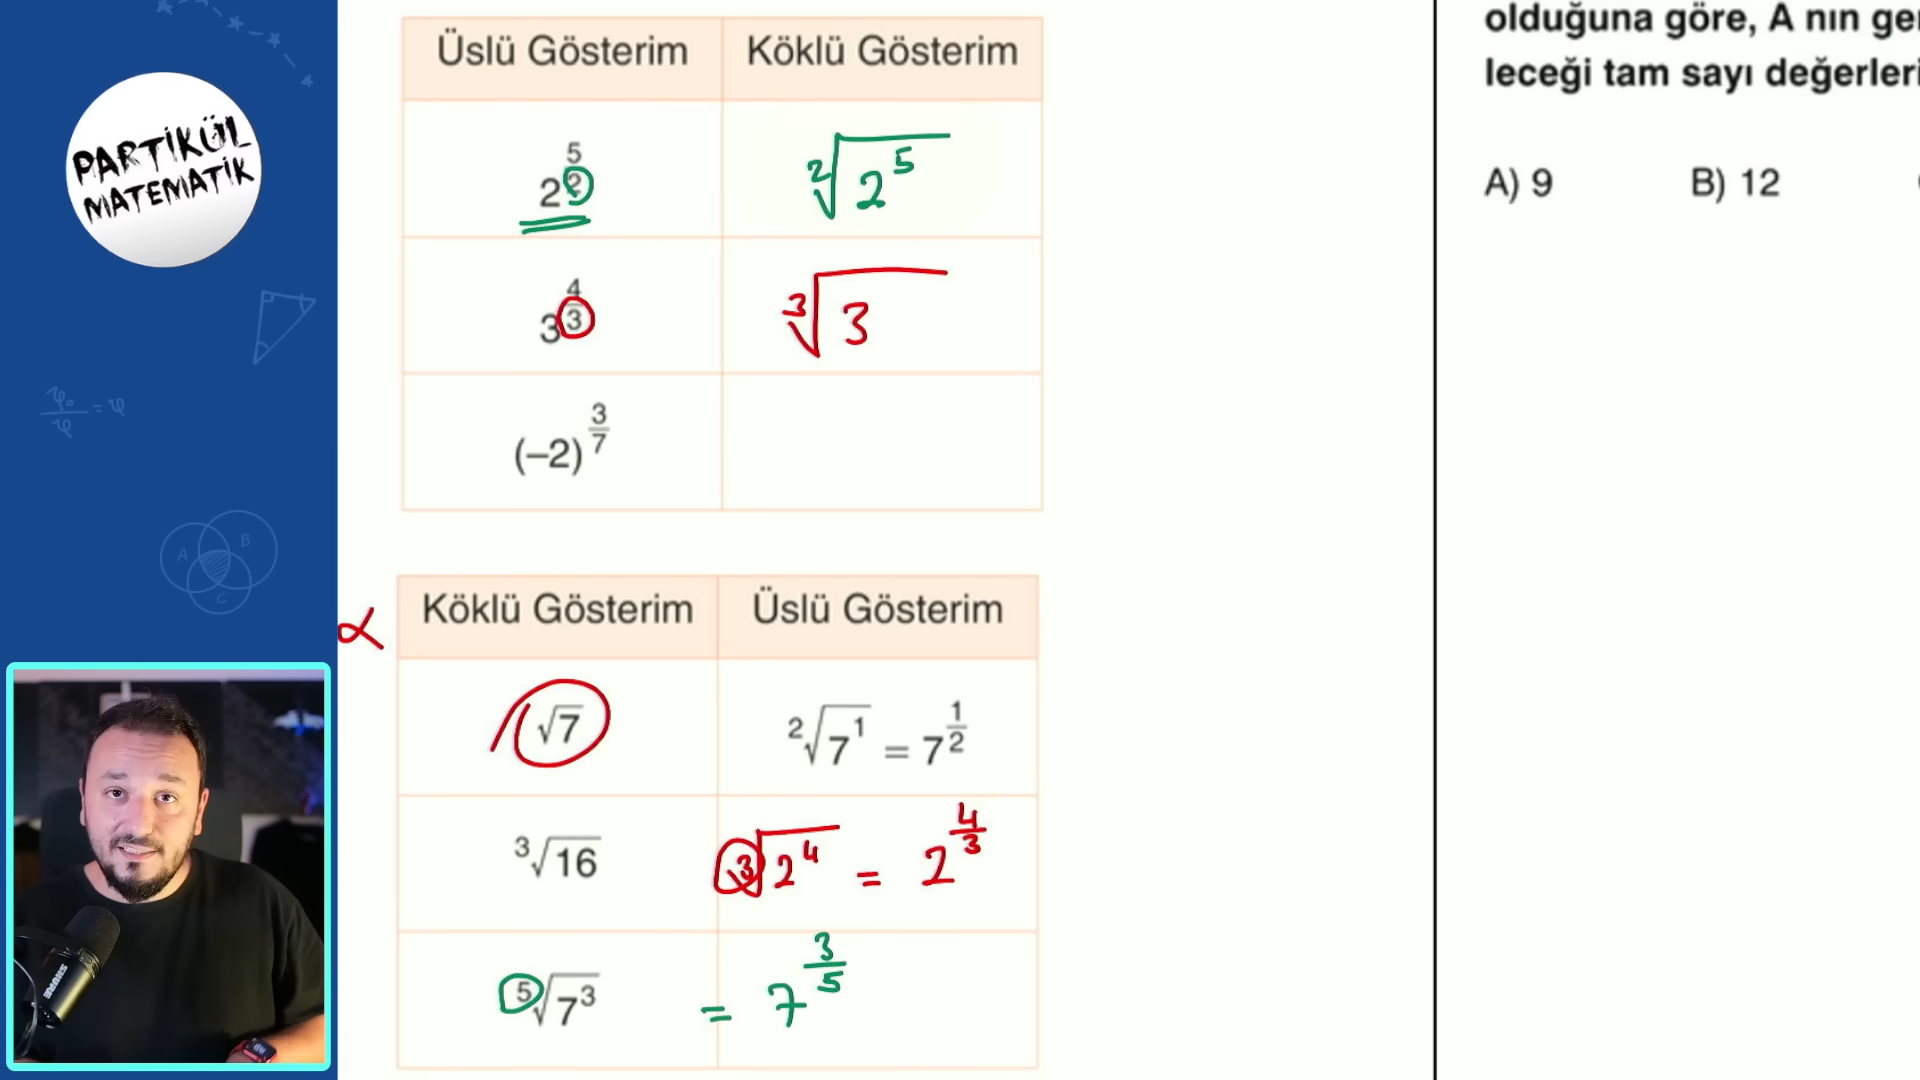 PARTİKÜL
MATEMATİK
Üslü Gösterim Köklü Gösterim
2^(5/2) ²√2⁵
3^(4/3) ³√3
(–2)^(3/7)
Köklü Gösterim Üslü Gösterim
√7 ²√7¹ = 7^(1/2)
³√16 ³√2⁴ = 2^(4/3)
⁵√7³ = 7^(3/5)
olduğuna göre, A nın ge
leceği tam sayı değerleri
A) 9 B) 12
A B
C
SHURE